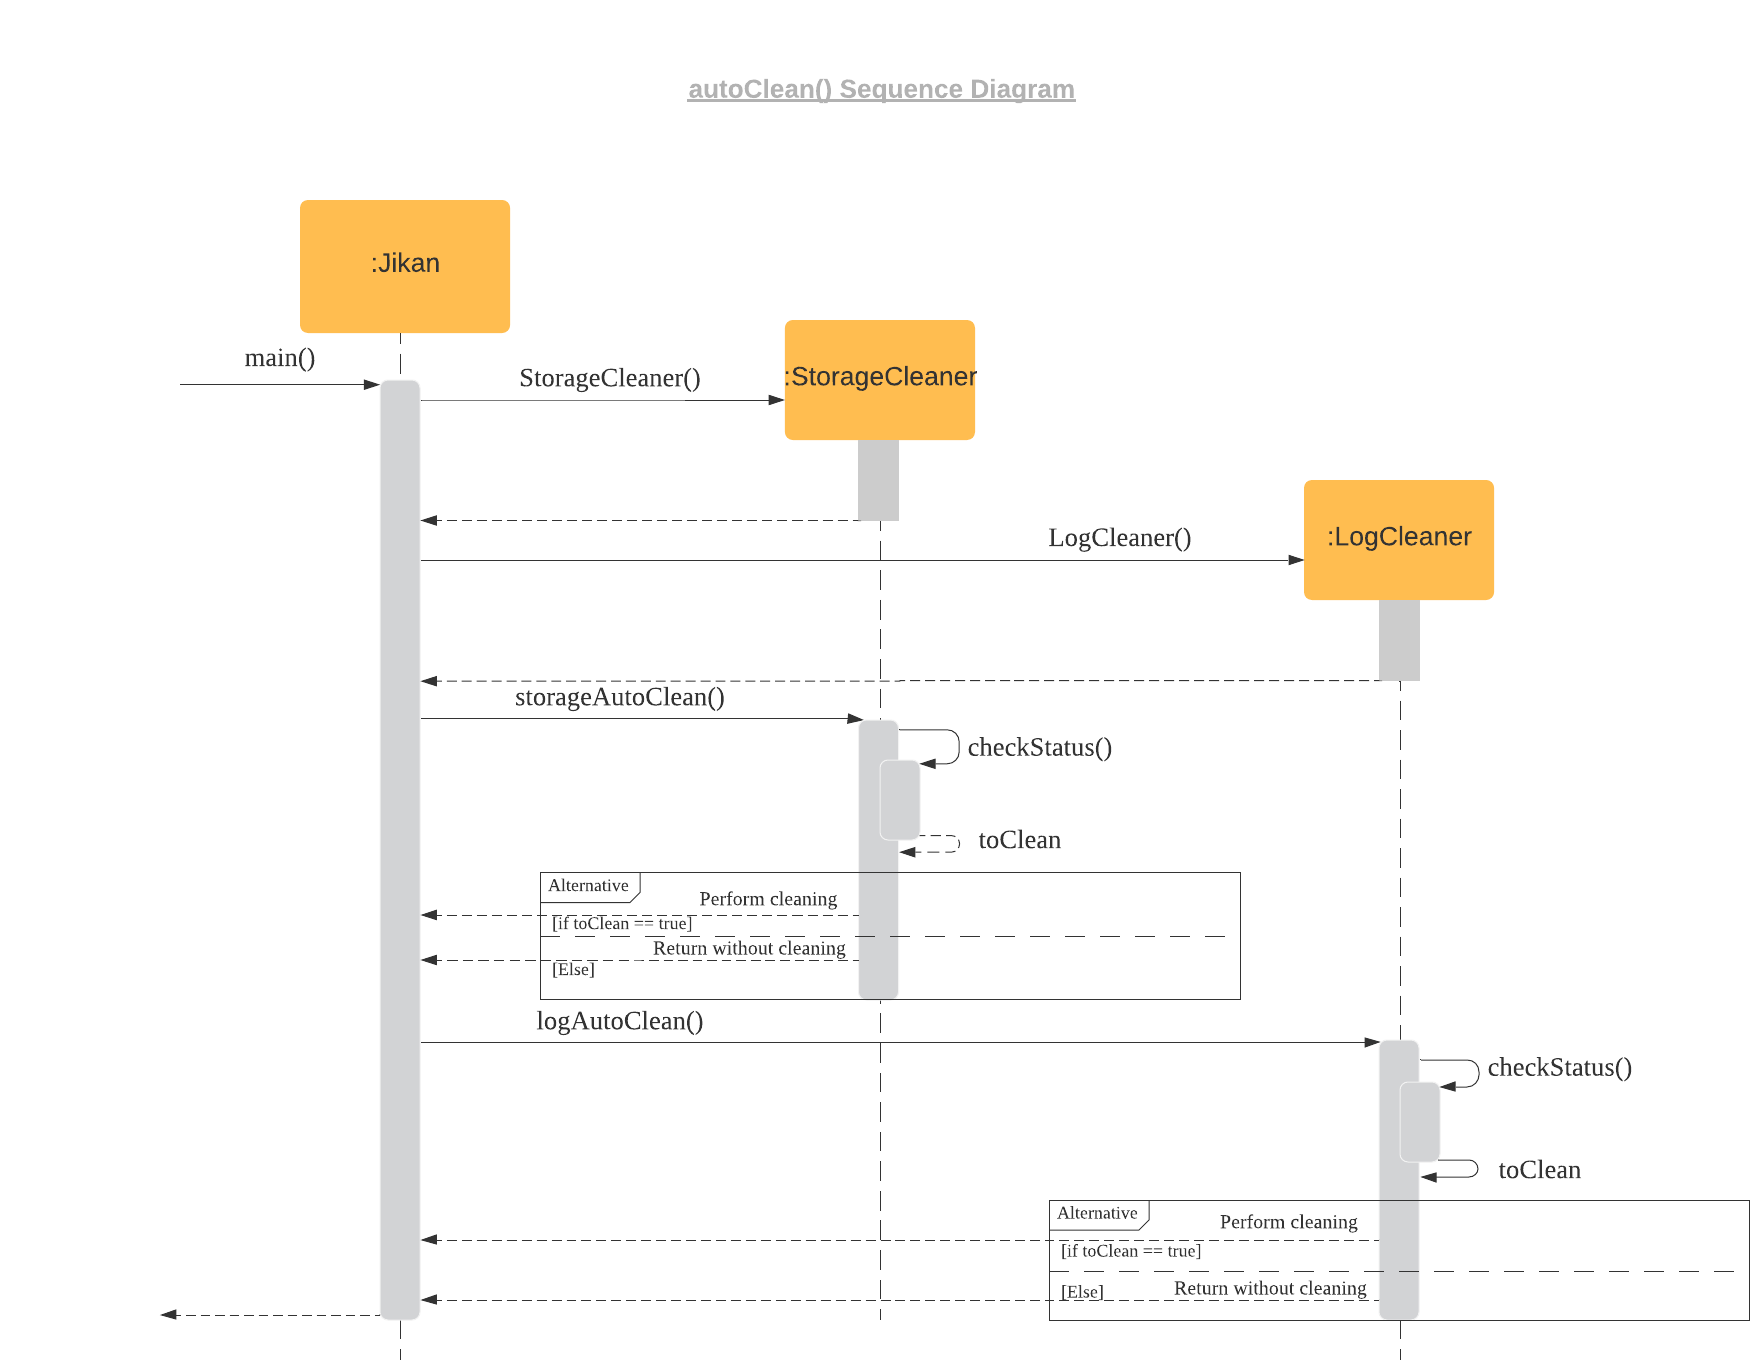 autoClean() Sequence Diagram
:Jikan
main()
StorageCleaner()
:StorageCleaner
LogCleaner()
:LogCleaner
storageAutoClean()
checkStatus()
toClean
Alternative
Perform cleaning
[if toClean == true]
Return without cleaning
[Else]
logAutoClean()
checkStatus()
toClean
Alternative
Perform cleaning
[if toClean == true]
Return without cleaning
[Else]